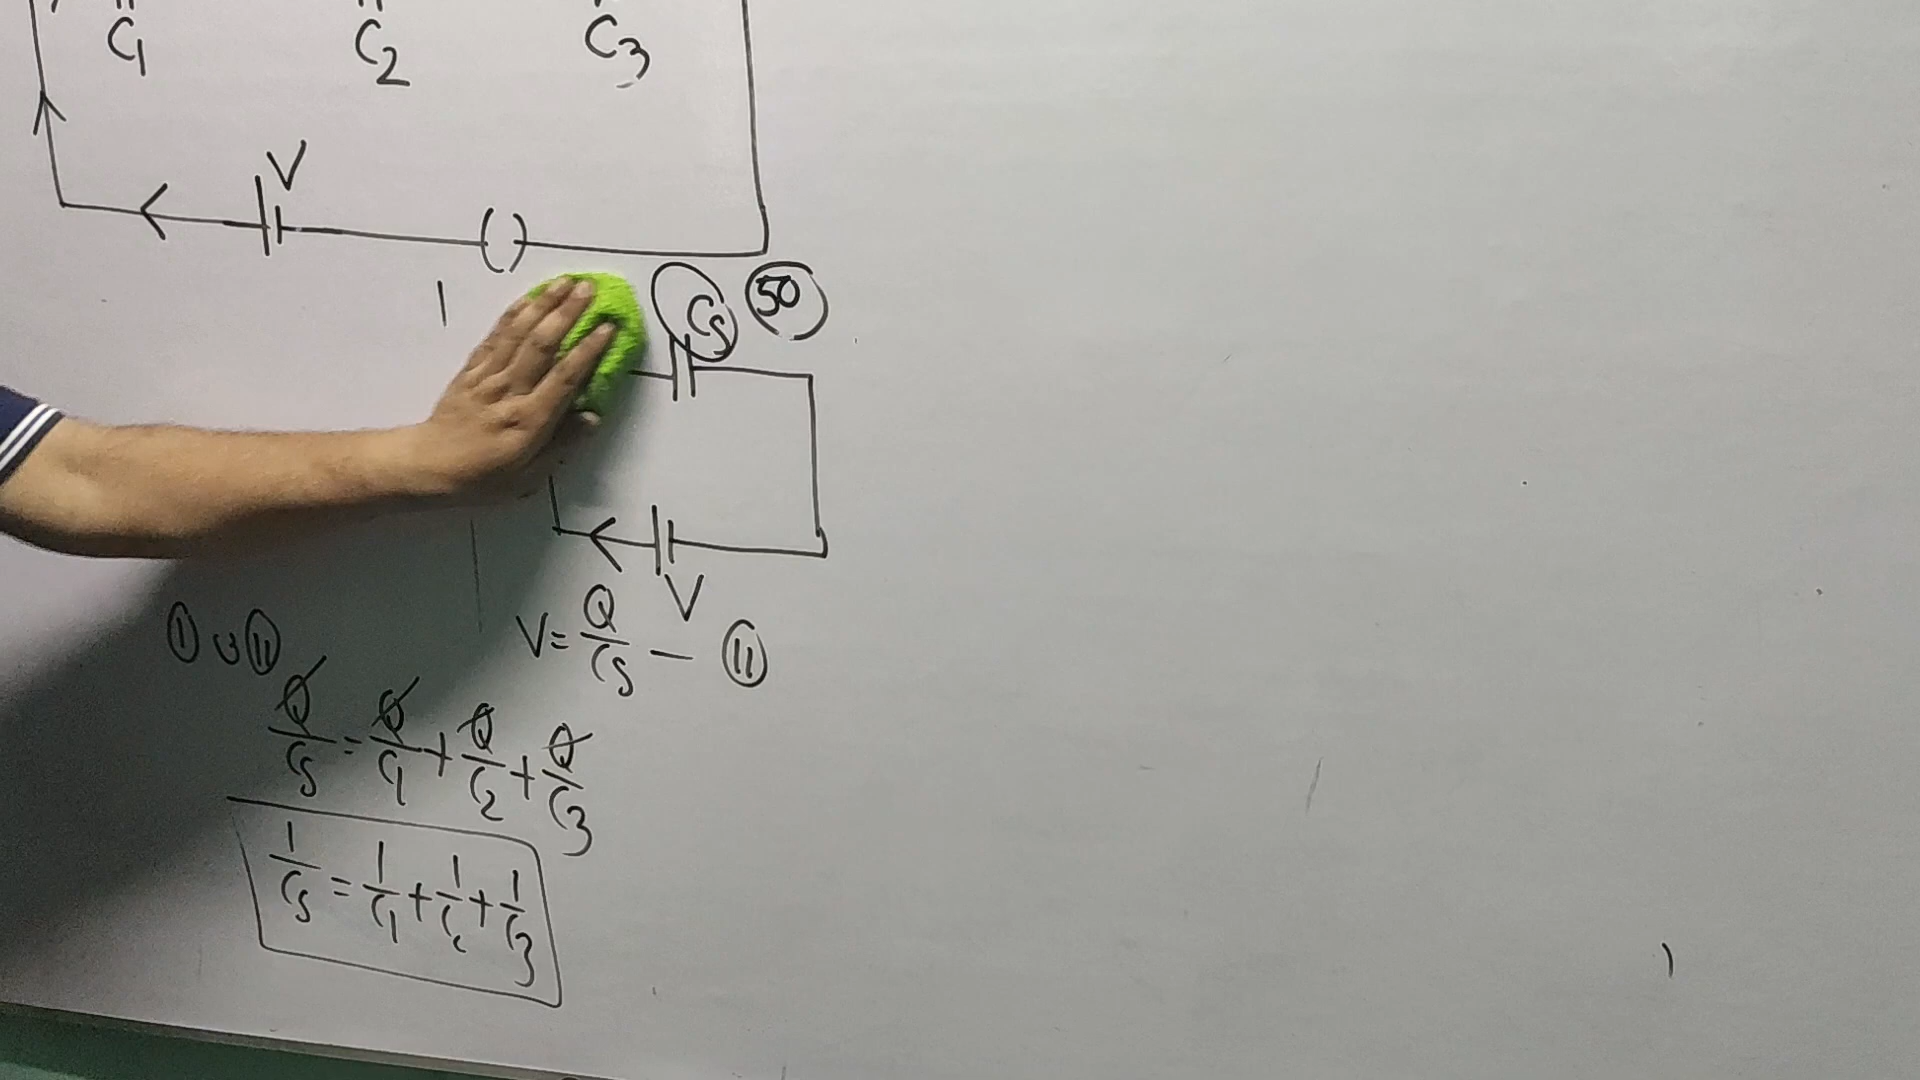 C1 C2 C3
V
Cs 50
V
V = Q/Cs — (II)
(I) u (II)
Q/Cs = Q/C1 + Q/C2 + Q/C3
1/Cs = 1/C1 + 1/C2 + 1/C3